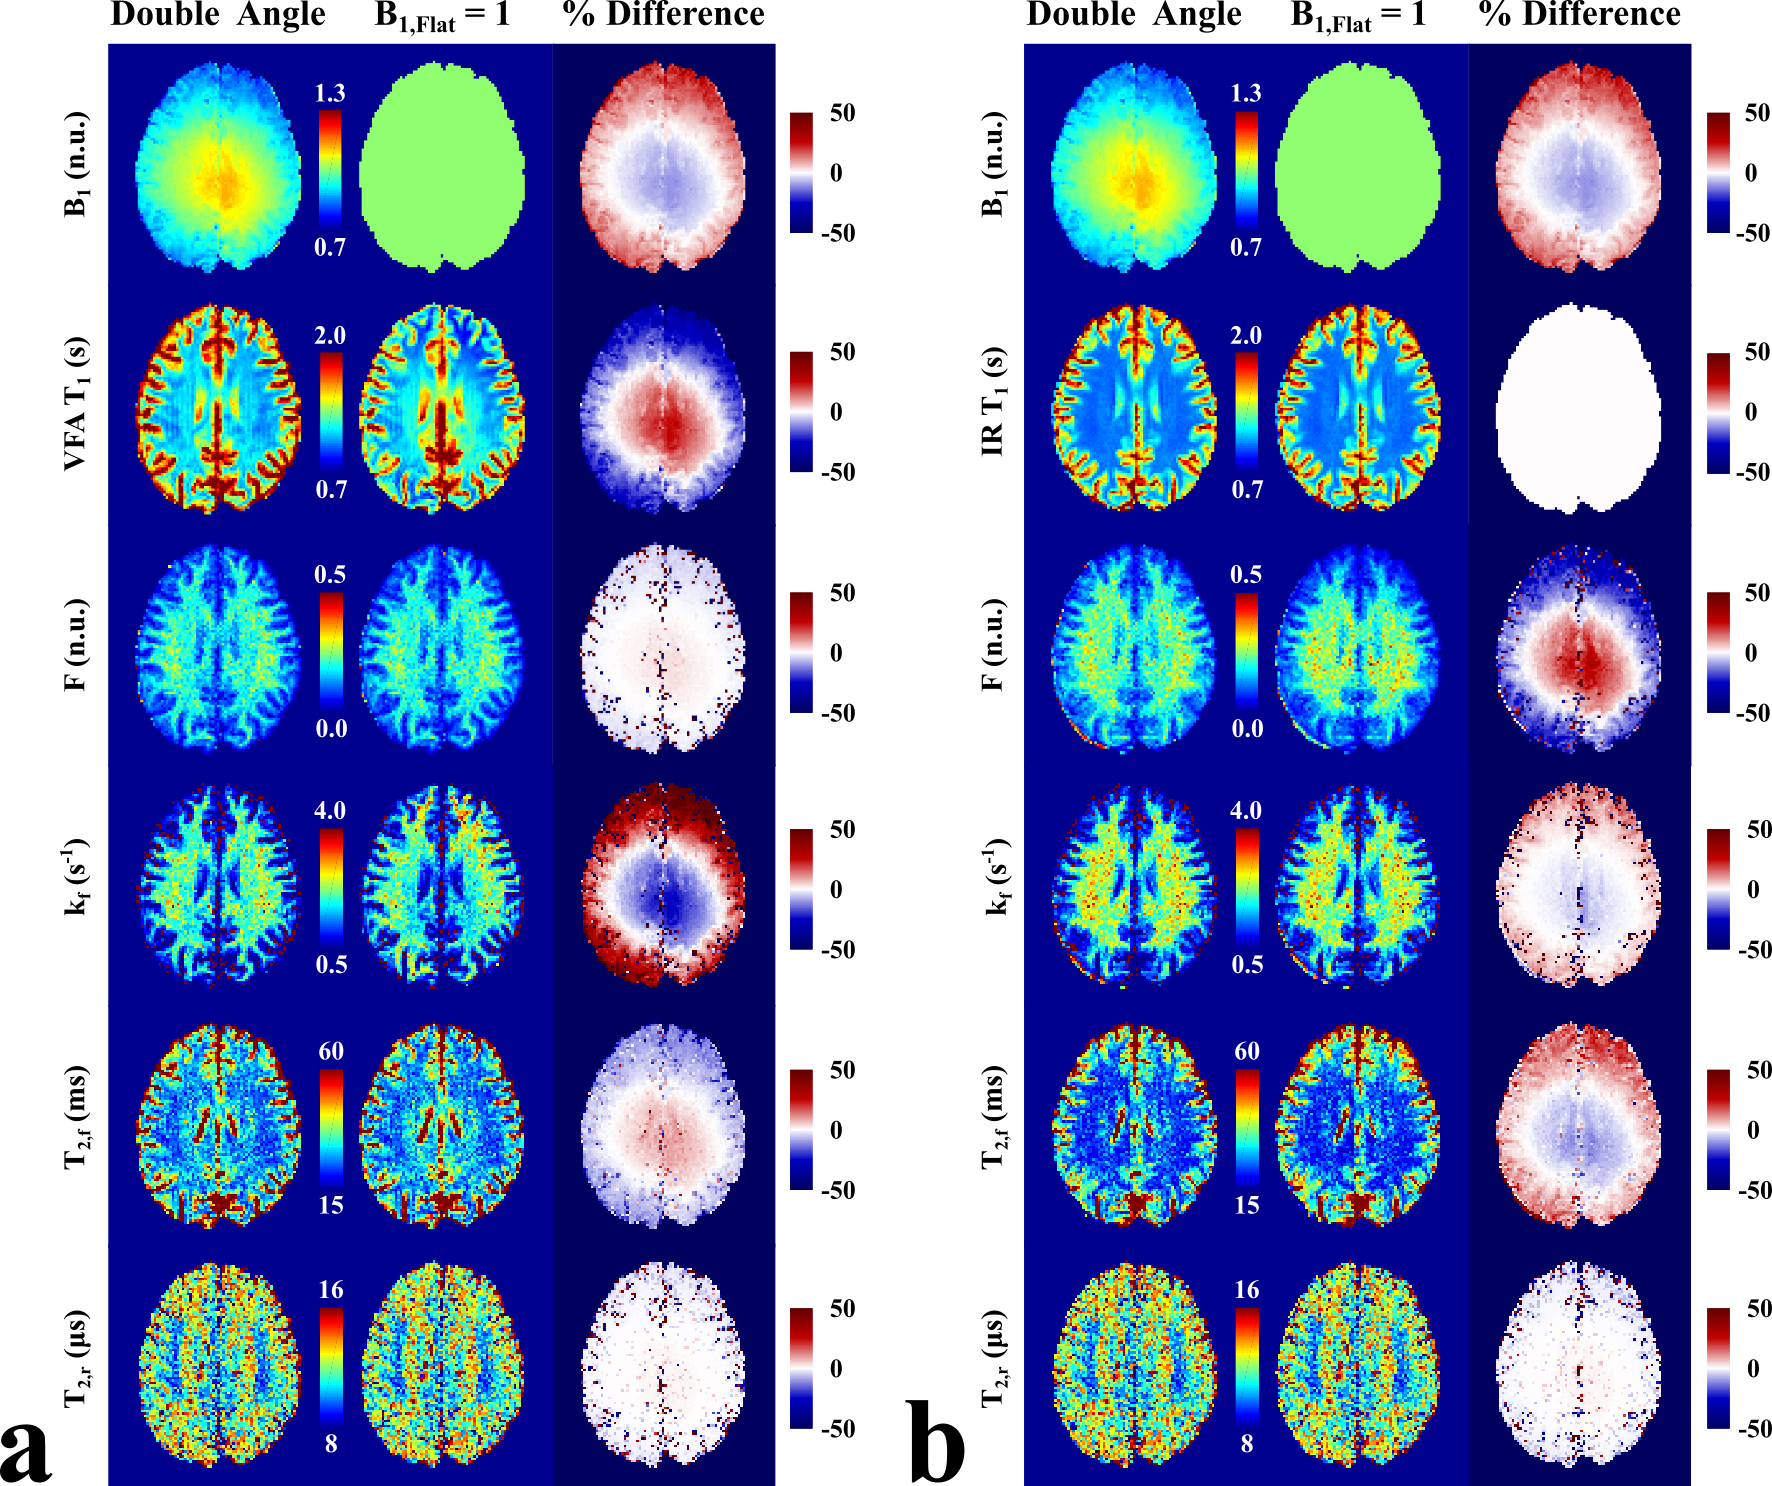 Double Angle B1,Flat = 1 % Difference
B1 (n.u.) 1.3 0.7 50 0 -50
VFA T1 (s) 2.0 0.7 50 0 -50
F (n.u.) 0.5 0.0 50 0 -50
kf (s-1) 4.0 0.5 50 0 -50
T2,f (ms) 60 15 50 0 -50
T2,r (μs) 16 8 50 0 -50
a
Double Angle B1,Flat = 1 % Difference
B1 (n.u.) 1.3 0.7 50 0 -50
IR T1 (s) 2.0 0.7 50 0 -50
F (n.u.) 0.5 0.0 50 0 -50
kf (s-1) 4.0 0.5 50 0 -50
T2,f (ms) 60 15 50 0 -50
T2,r (μs) 16 8 50 0 -50
b